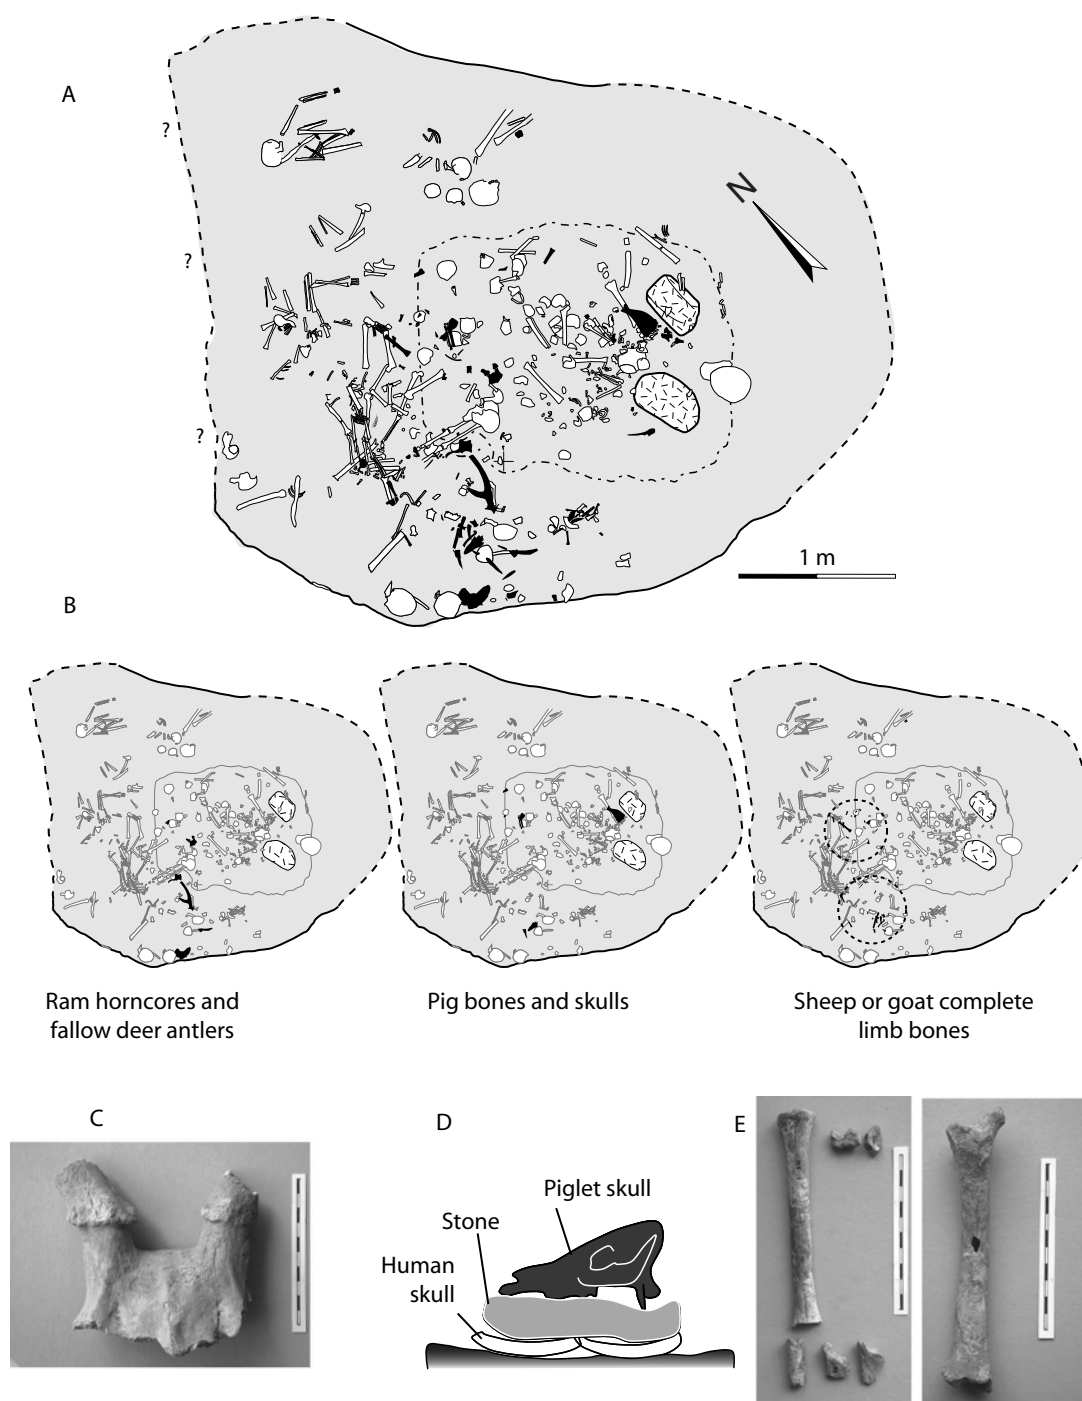 A
?
N
?
?
1 m
B
Ram horncores and
fallow deer antlers
Pig bones and skulls
Sheep or goat complete
limb bones
C
D
E
Piglet skull
Stone
Human
skull